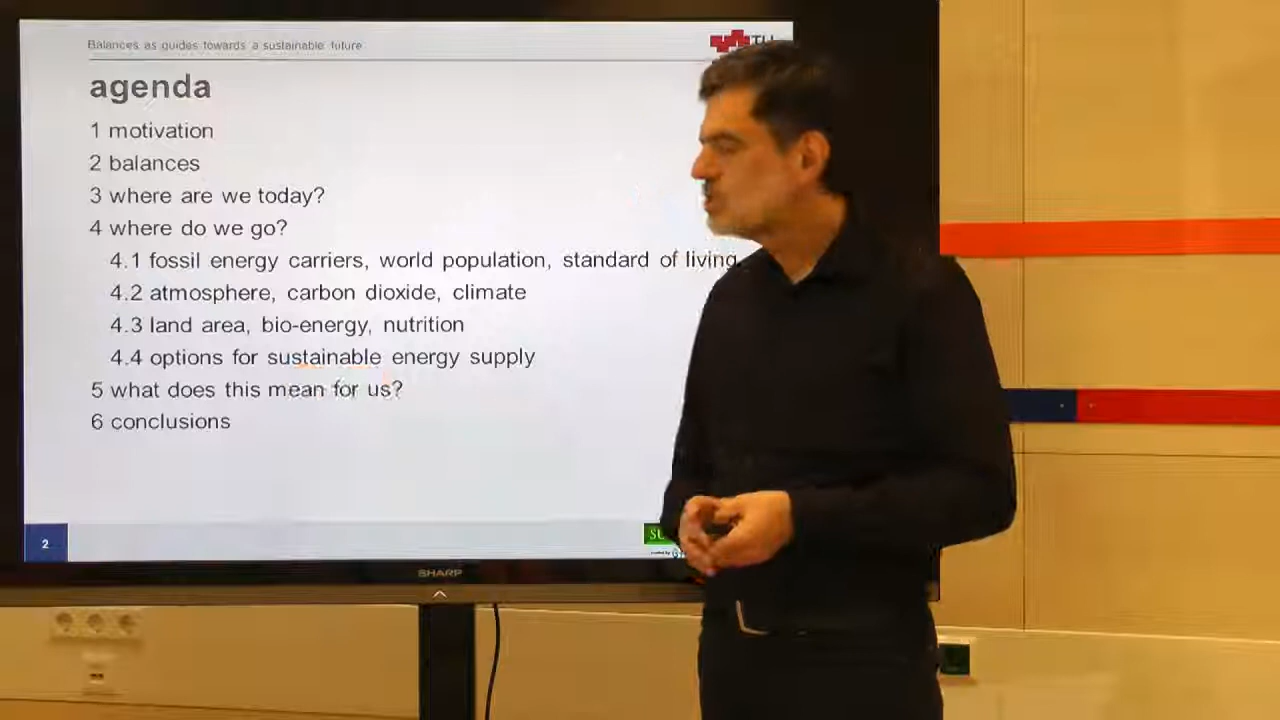 Balances as guides towards a sustainable future
agenda
1 motivation
2 balances
3 where are we today?
4 where do we go?
4.1 fossil energy carriers, world population, standard of living
4.2 atmosphere, carbon dioxide, climate
4.3 land area, bio-energy, nutrition
4.4 options for sustainable energy supply
5 what does this mean for us?
6 conclusions
2
SHARP